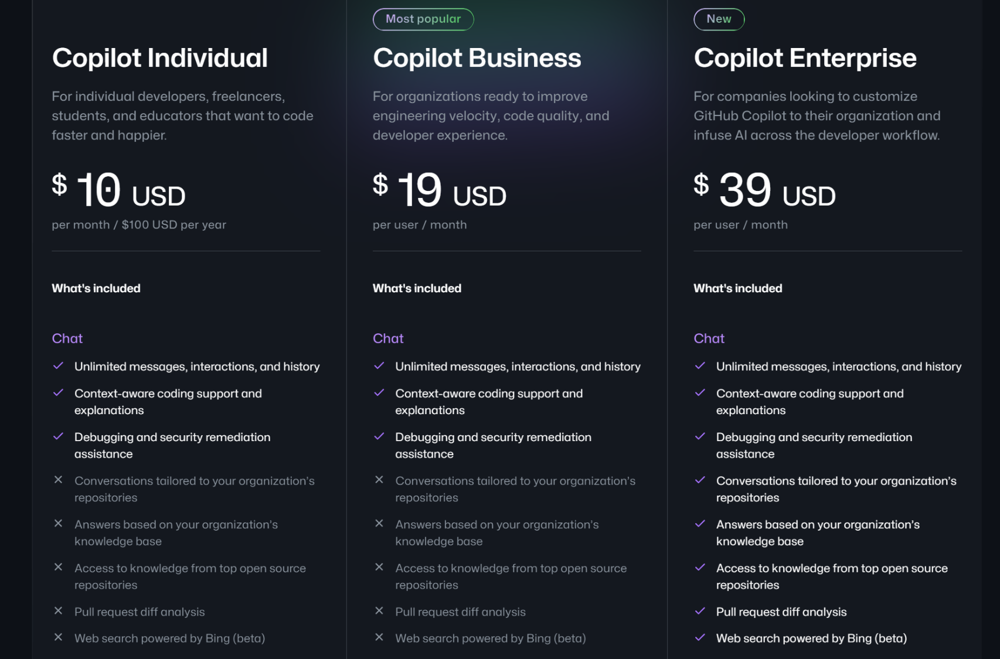 Copilot Individual
For individual developers, freelancers,
students, and educators that want to code
faster and happier.
$ 10 USD
per month / $100 USD per year
What's included
Chat
Unlimited messages, interactions, and history
Context-aware coding support and
explanations
Debugging and security remediation
assistance
Conversations tailored to your organization’s
repositories
Answers based on your organization’s
knowledge base
Access to knowledge from top open source
repositories
Pull request diff analysis
Web search powered by Bing (beta)
Most popular
Copilot Business
For organizations ready to improve
engineering velocity, code quality, and
developer experience.
$ 19 USD
per user / month
What's included
Chat
Unlimited messages, interactions, and history
Context-aware coding support and
explanations
Debugging and security remediation
assistance
Conversations tailored to your organization’s
repositories
Answers based on your organization’s
knowledge base
Access to knowledge from top open source
repositories
Pull request diff analysis
Web search powered by Bing (beta)
New
Copilot Enterprise
For companies looking to customize
GitHub Copilot to their organization and
infuse AI across the developer workflow.
$ 39 USD
per user / month
What's included
Chat
Unlimited messages, interactions, and history
Context-aware coding support and
explanations
Debugging and security remediation
assistance
Conversations tailored to your organization’s
repositories
Answers based on your organization’s
knowledge base
Access to knowledge from top open source
repositories
Pull request diff analysis
Web search powered by Bing (beta)